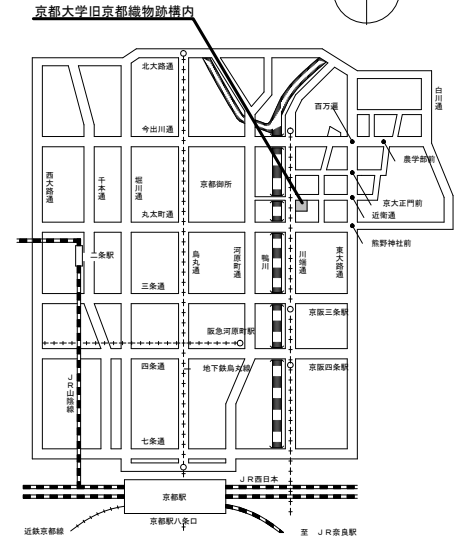 京都大学旧京都織物跡構内
北大路通
白川通
百万遍
今出川通
農学部前
西大路通
千本通
堀川通
京都御所
京大正門前
近衛通
丸太町通
熊野神社前
二条駅
烏丸通
河原町通
鴨川
川端通
東大路通
三条通
京阪三条駅
阪急河原町駅
四条通
地下鉄烏丸線
京阪四条駅
JR山陰線
七条通
JR西日本
京都駅
京都駅八条口
近鉄京都線
至 JR奈良駅